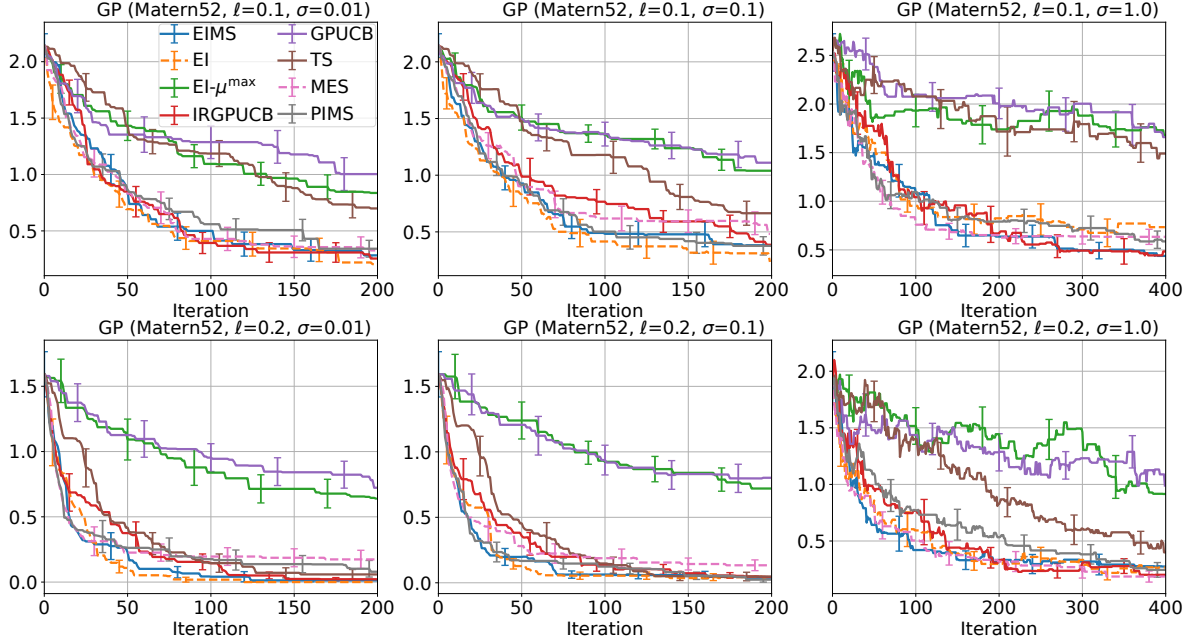 GP (Matern52, ℓ=0.1, σ=0.01)
GP (Matern52, ℓ=0.1, σ=0.1)
GP (Matern52, ℓ=0.1, σ=1.0)
EIMS
EI
EI-μ^max
IRGPUCB
GPUCB
TS
MES
PIMS
2.0
1.5
1.0
0.5
0 50 100 150 200
Iteration
2.0
1.5
1.0
0.5
0 50 100 150 200
Iteration
2.5
2.0
1.5
1.0
0.5
0 100 200 300 400
Iteration
GP (Matern52, ℓ=0.2, σ=0.01)
GP (Matern52, ℓ=0.2, σ=0.1)
GP (Matern52, ℓ=0.2, σ=1.0)
1.5
1.0
0.5
0.0
0 50 100 150 200
Iteration
1.5
1.0
0.5
0.0
0 50 100 150 200
Iteration
2.0
1.5
1.0
0.5
0 100 200 300 400
Iteration